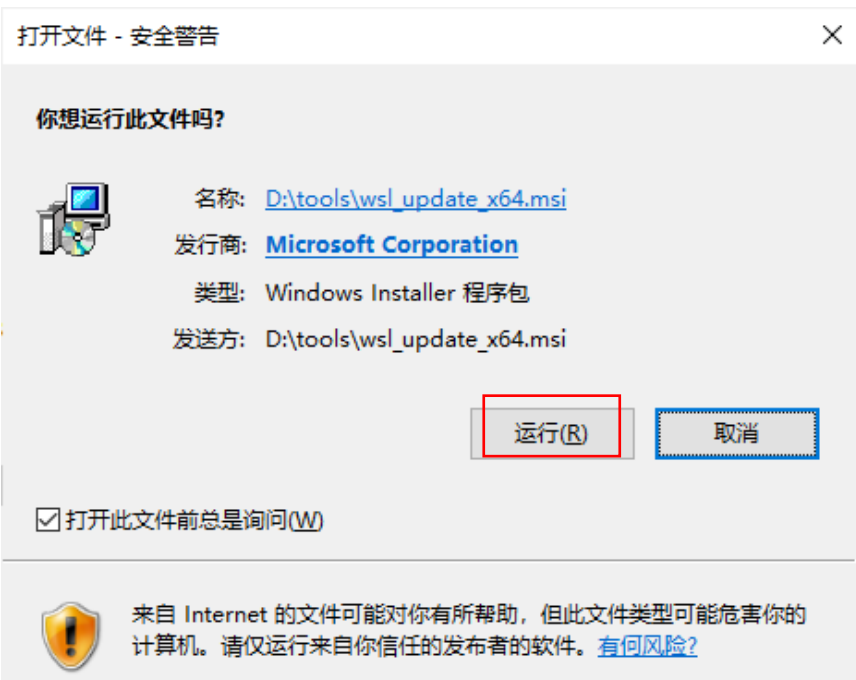 打开文件 - 安全警告
你想运行此文件吗?
名称: D:\tools\wsl_update_x64.msi
发行商: Microsoft Corporation
类型: Windows Installer 程序包
发送方: D:\tools\wsl_update_x64.msi
运行(R) 取消
打开此文件前总是询问(W)
来自 Internet 的文件可能对你有所帮助，但此文件类型可能危害你的
计算机。请仅运行来自你信任的发布者的软件。有何风险?